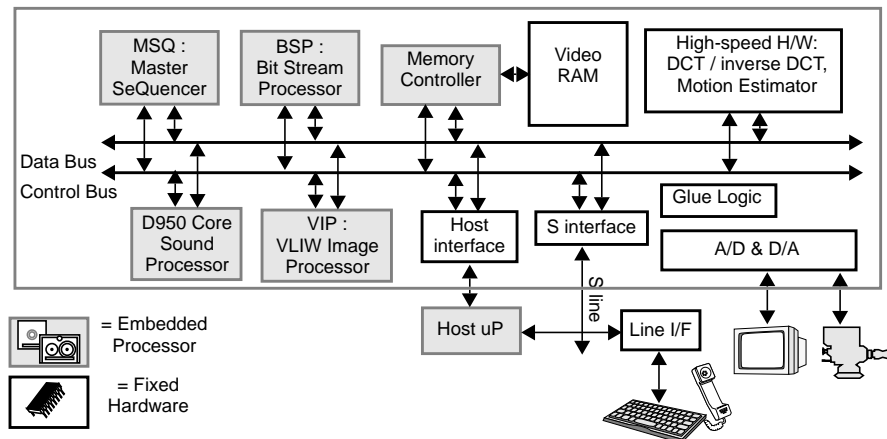 MSQ :
Master
SeQuencer
BSP :
Bit Stream
Processor
Memory
Controller
Video
RAM
High-speed H/W:
DCT / inverse DCT,
Motion Estimator
Data Bus
Control Bus
D950 Core
Sound
Processor
VIP :
VLIW Image
Processor
Host
interface
S interface
Glue Logic
A/D & D/A
S line
Host uP
Line I/F
= Embedded
Processor
= Fixed
Hardware